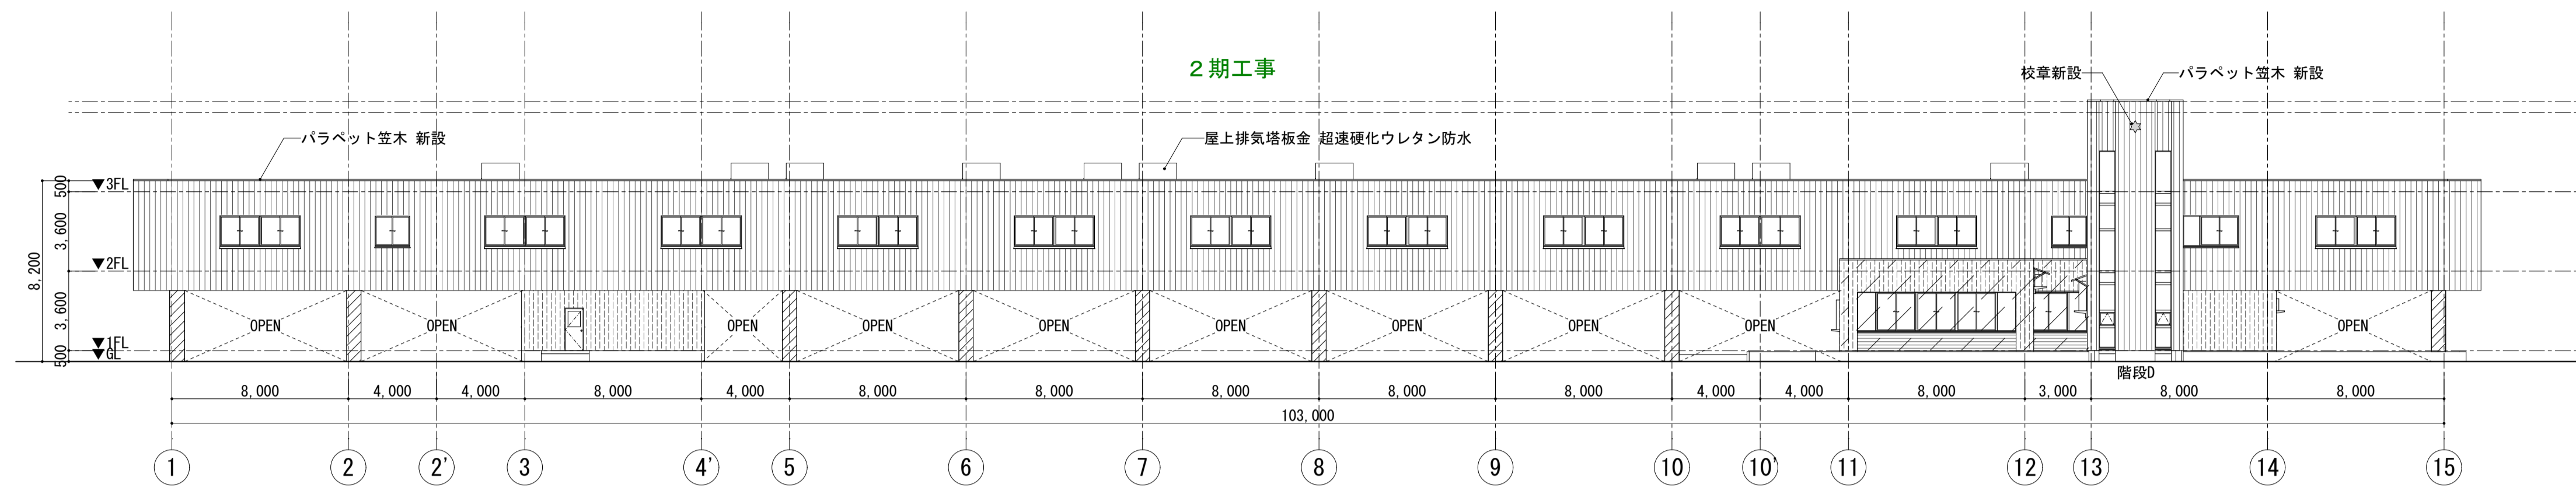 ２期工事
校章新設
パラペット笠木 新設
パラペット笠木 新設
屋上排気塔板金 超速硬化ウレタン防水
▼3FL
500
3,600
8,200
▼2FL
3,600
▼1FL
▼GL
500
OPEN OPEN OPEN OPEN OPEN OPEN OPEN OPEN OPEN OPEN
階段D
8,000 4,000 4,000 8,000 4,000 8,000 8,000 8,000 8,000 8,000 4,000 4,000 8,000 3,000 8,000 8,000
103,000
1 2 2' 3 4' 5 6 7 8 9 10 10' 11 12 13 14 15